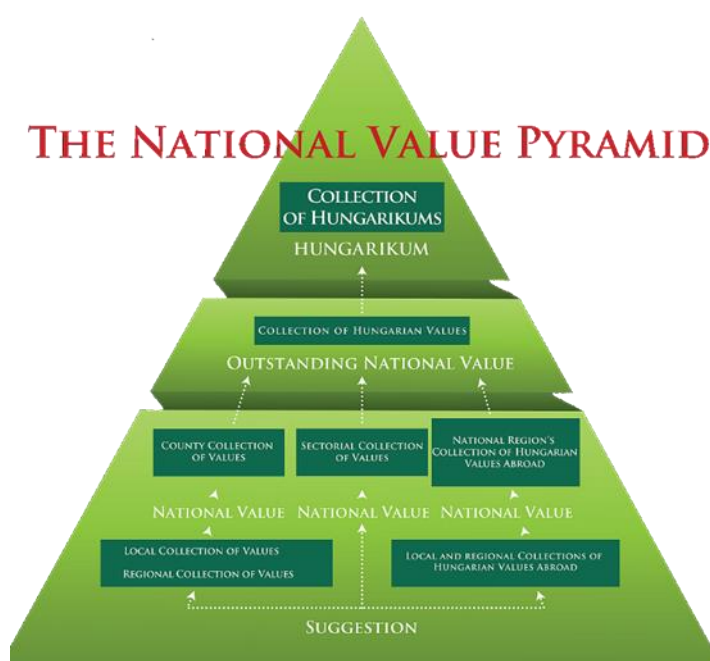 THE NATIONAL VALUE PYRAMID
COLLECTION
OF HUNGARIKUMS
HUNGARIKUM
COLLECTION OF HUNGARIAN VALUES
OUTSTANDING NATIONAL VALUE
COUNTY COLLECTION
OF VALUES
SECTORIAL COLLECTION
OF VALUES
NATIONAL REGION'S
COLLECTION OF HUNGARIAN
VALUES ABROAD
NATIONAL VALUE
NATIONAL VALUE
NATIONAL VALUE
LOCAL COLLECTION OF VALUES
REGIONAL COLLECTION OF VALUES
LOCAL AND REGIONAL COLLECTIONS OF
HUNGARIAN VALUES ABROAD
SUGGESTION